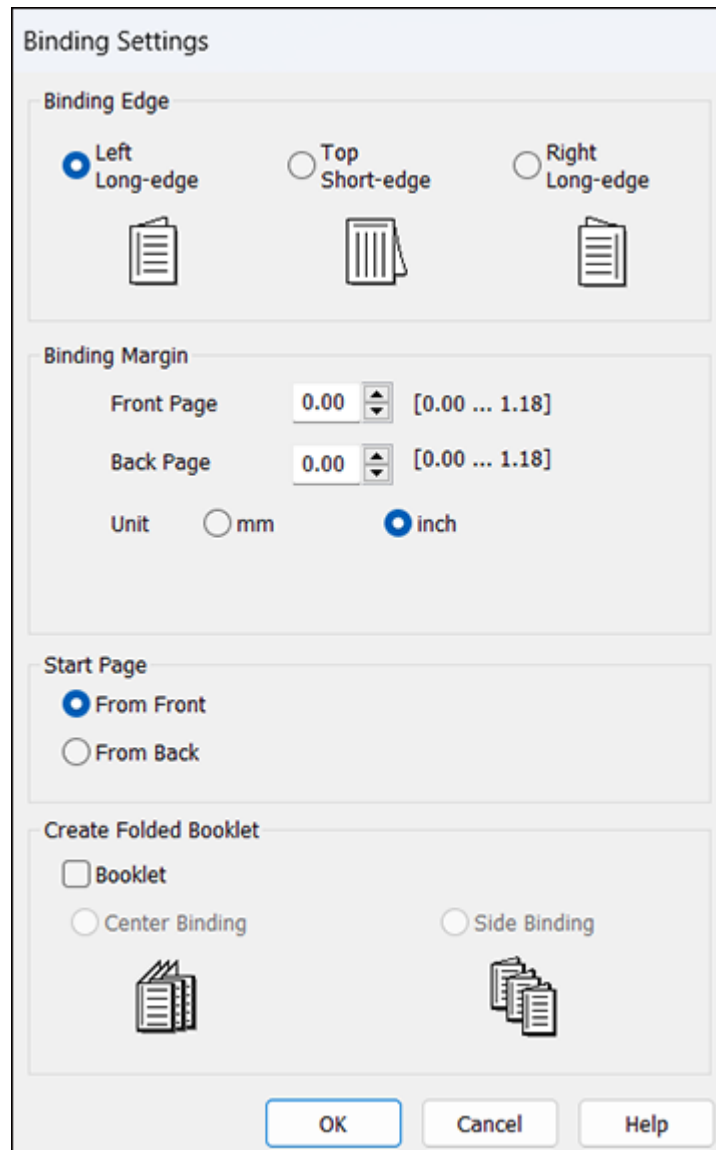 Binding Settings
Binding Edge
Left
Long-edge
Top
Short-edge
Right
Long-edge
Binding Margin
Front Page 0.00 [0.00 ... 1.18]
Back Page 0.00 [0.00 ... 1.18]
Unit mm inch
Start Page
From Front
From Back
Create Folded Booklet
Booklet
Center Binding Side Binding
OK Cancel Help